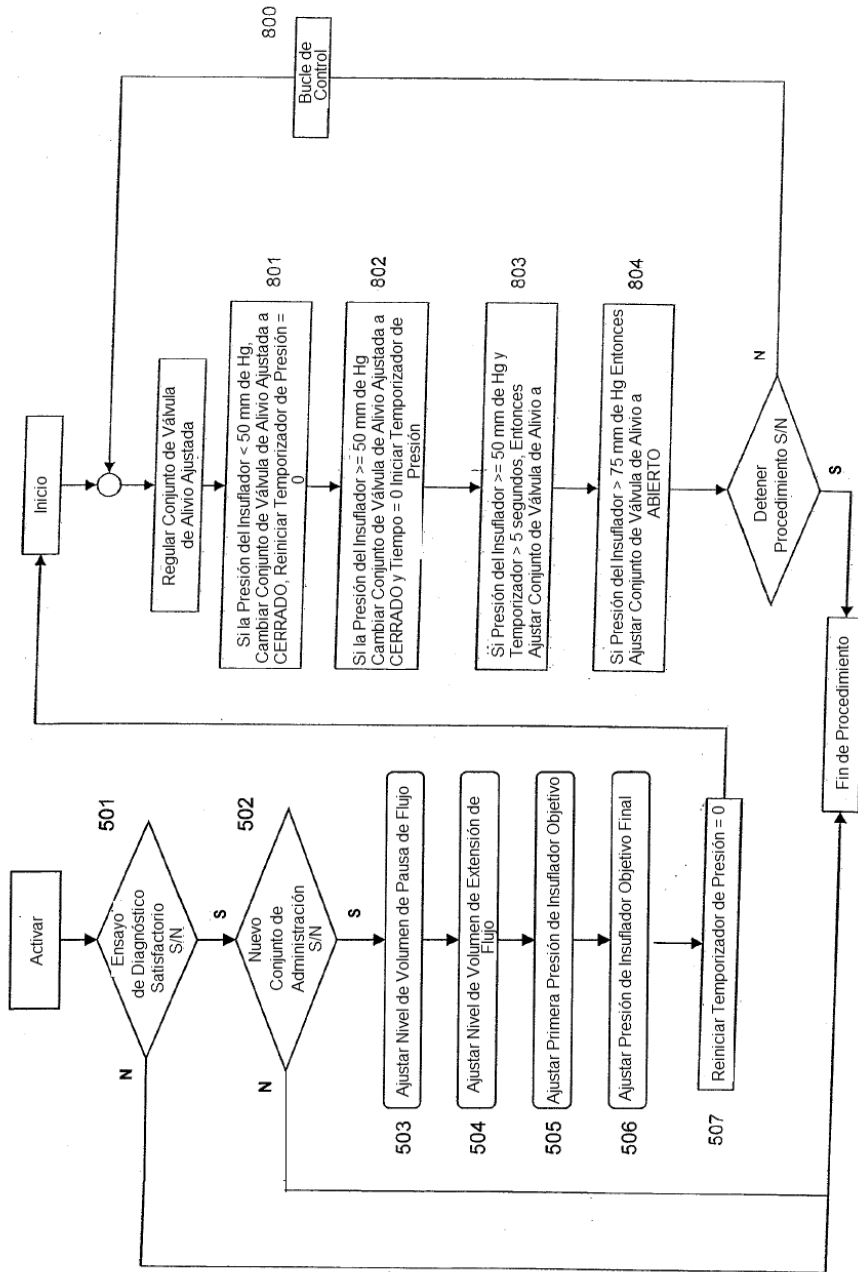 Activar
501
Ensayo
de Diagnóstico
Satisfactorio
S/N
N
S
502
Nuevo
Conjunto de
Administración
S/N
N
S
503
Ajustar Nivel de Volumen de Pausa de Flujo
504
Ajustar Nivel de Volumen de Extensión de
Flujo
505
Ajustar Primera Presión de Insuflador Objetivo
506
Ajustar Presión de Insuflador Objetivo Final
507
Reiniciar Temporizador de Presión = 0
Inicio
Regular Conjunto de Válvula
de Alivio Ajustada
801
Si la Presión del Insuflador < 50 mm de Hg,
Cambiar Conjunto de Válvula de Alivio Ajustada a
CERRADO, Reiniciar Temporizador de Presión =
0
802
Si la Presión del Insuflador >= 50 mm de Hg
Cambiar Conjunto de Válvula de Alivio Ajustada a
CERRADO y Tiempo = 0 Iniciar Temporizador de
Presión
803
Si Presión del Insuflador >= 50 mm de Hg y
Temporizador > 5 segundos, Entonces
Ajustar Conjunto de Válvula de Alivio a
804
Si Presión del Insuflador > 75 mm de Hg Entonces
Ajustar Conjunto de Válvula de Alivio a
ABIERTO
Detener
Procedimiento S/N
N
S
800
Bucle de
Control
Fin de Procedimiento